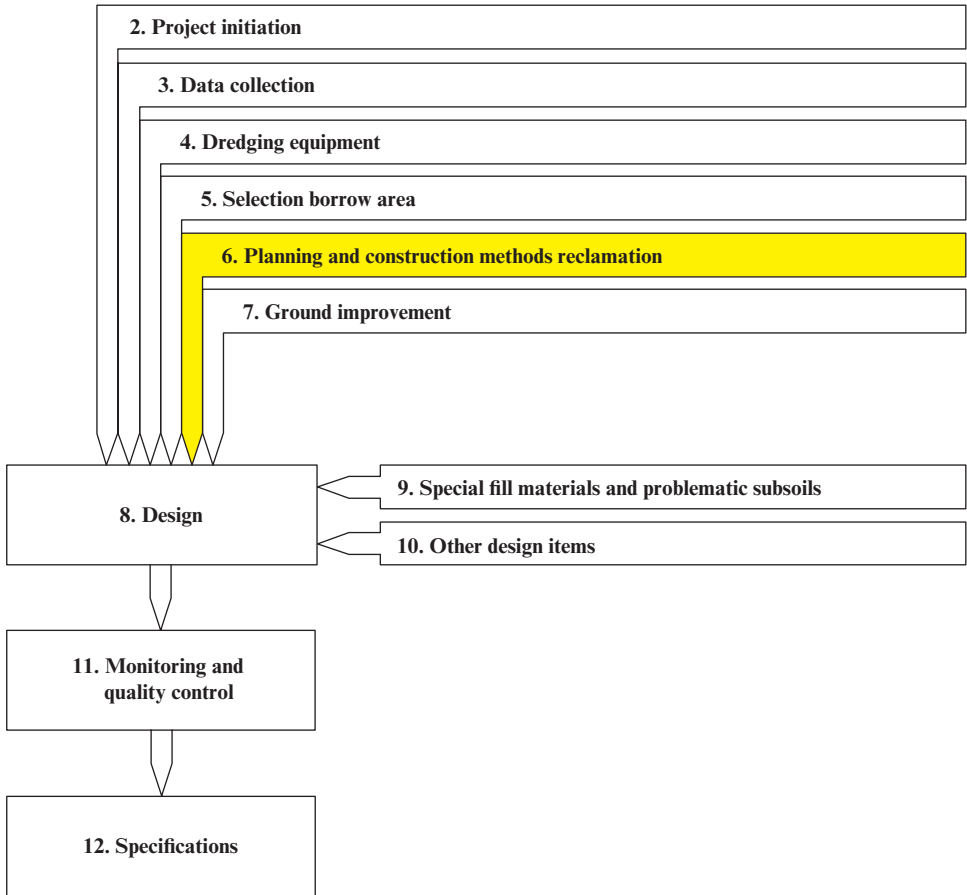 2. Project initiation
3. Data collection
4. Dredging equipment
5. Selection borrow area
6. Planning and construction methods reclamation
7. Ground improvement
8. Design
9. Special fill materials and problematic subsoils
10. Other design items
11. Monitoring and
quality control
12. Specifications